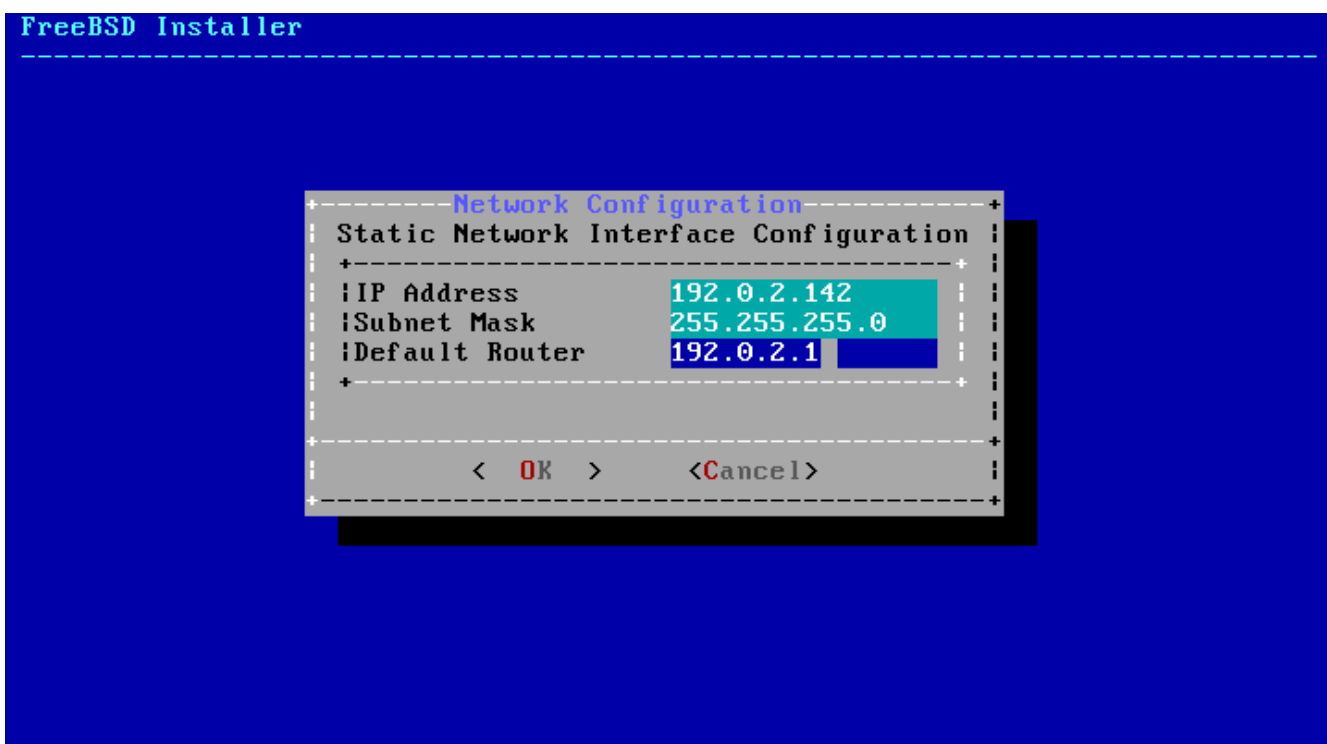 FreeBSD Installer
Network Configuration
Static Network Interface Configuration
IP Address 192.0.2.142
Subnet Mask 255.255.255.0
Default Router 192.0.2.1
< OK > <Cancel>